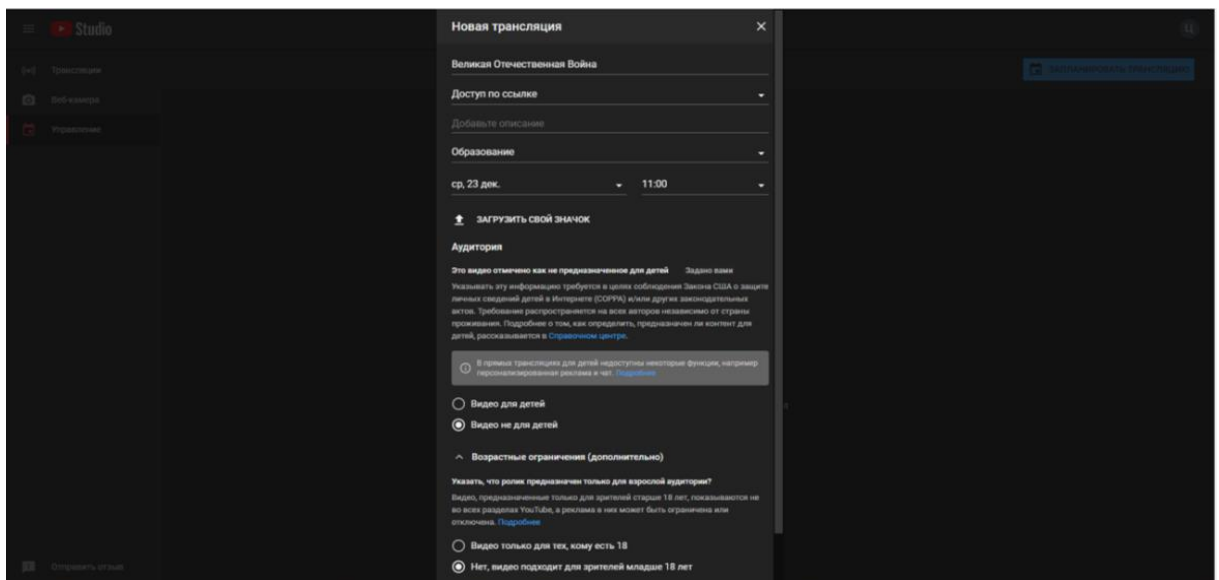 Studio
Новая трансляция
Ц
Великая Отечественная Война
Трансляции
ЗАПЛАНИРОВАТЬ ТРАНСЛЯЦИЮ
Доступ по ссылке
Веб-камера
Добавьте описание
Управление
Образование
ср, 23 дек.
11:00
ЗАГРУЗИТЬ СВОЙ ЗНАЧОК
Аудитория
Это видео отмечено как не предназначенное для детей Задано вами
Указывать эту информацию требуется в целях соблюдения Закона США о защите
личных сведений детей в Интернете (COPPA) и/или других законодательных
актов. Требование распространяется на всех авторов независимо от страны
проживания. Подробнее о том, как определить, предназначен ли контент для
детей, рассказывается в Справочном центре.
В прямых трансляциях для детей недоступны некоторые функции, например
персонализированная реклама и чат. Подробнее
Видео для детей
Видео не для детей
Возрастные ограничения (дополнительно)
Указать, что ролик предназначен только для взрослой аудитории?
Видео, предназначенные только для зрителей старше 18 лет, показываются не
во всех разделах YouTube, а реклама в них может быть ограничена или
отключена. Подробнее
Видео только для тех, кому есть 18
Нет, видео подходит для зрителей младше 18 лет
Отправить отзыв